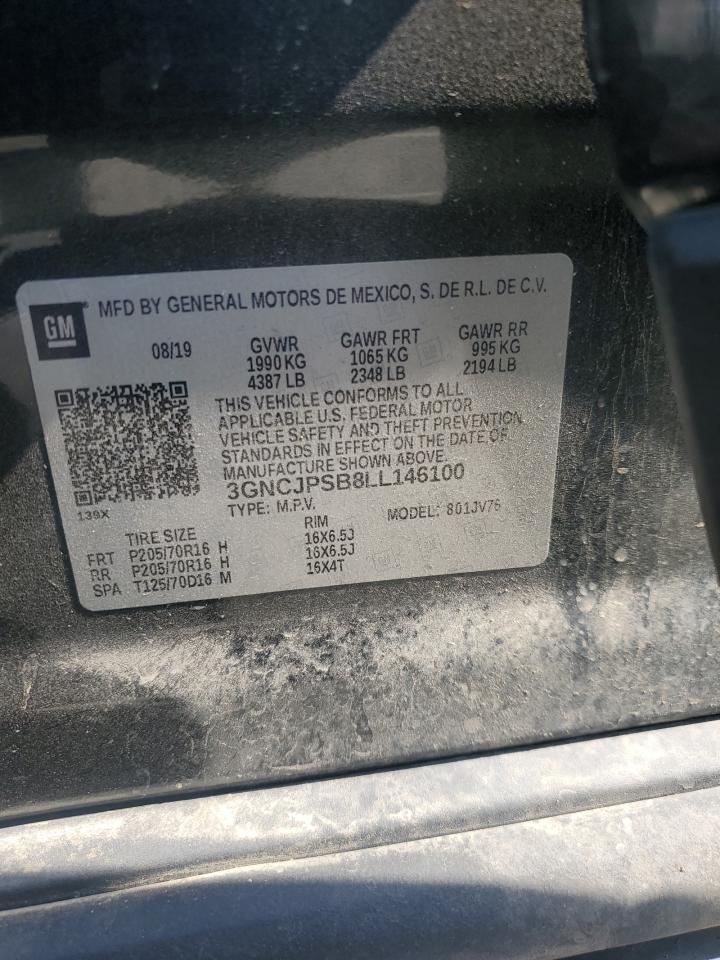 GM ® MFD BY GENERAL MOTORS DE MEXICO, S. DE R.L. DE C.V.
08/19 GVWR GAWR FRT GAWR RR
1990 KG 1065 KG 995 KG
4387 LB 2348 LB 2194 LB
THIS VEHICLE CONFORMS TO ALL
APPLICABLE U.S. FEDERAL MOTOR
VEHICLE SAFETY AND THEFT PREVENTION
STANDARDS IN EFFECT ON THE DATE OF
MANUFACTURE SHOWN ABOVE.
3GNCJPSB8LL146100
139X TYPE: M.P.V. MODEL: 801JV76
TIRE SIZE RIM
FRT P205/70R16 H 16X6.5J
RR P205/70R16 H 16X6.5J
SPA T125/70D16 M 16X4T